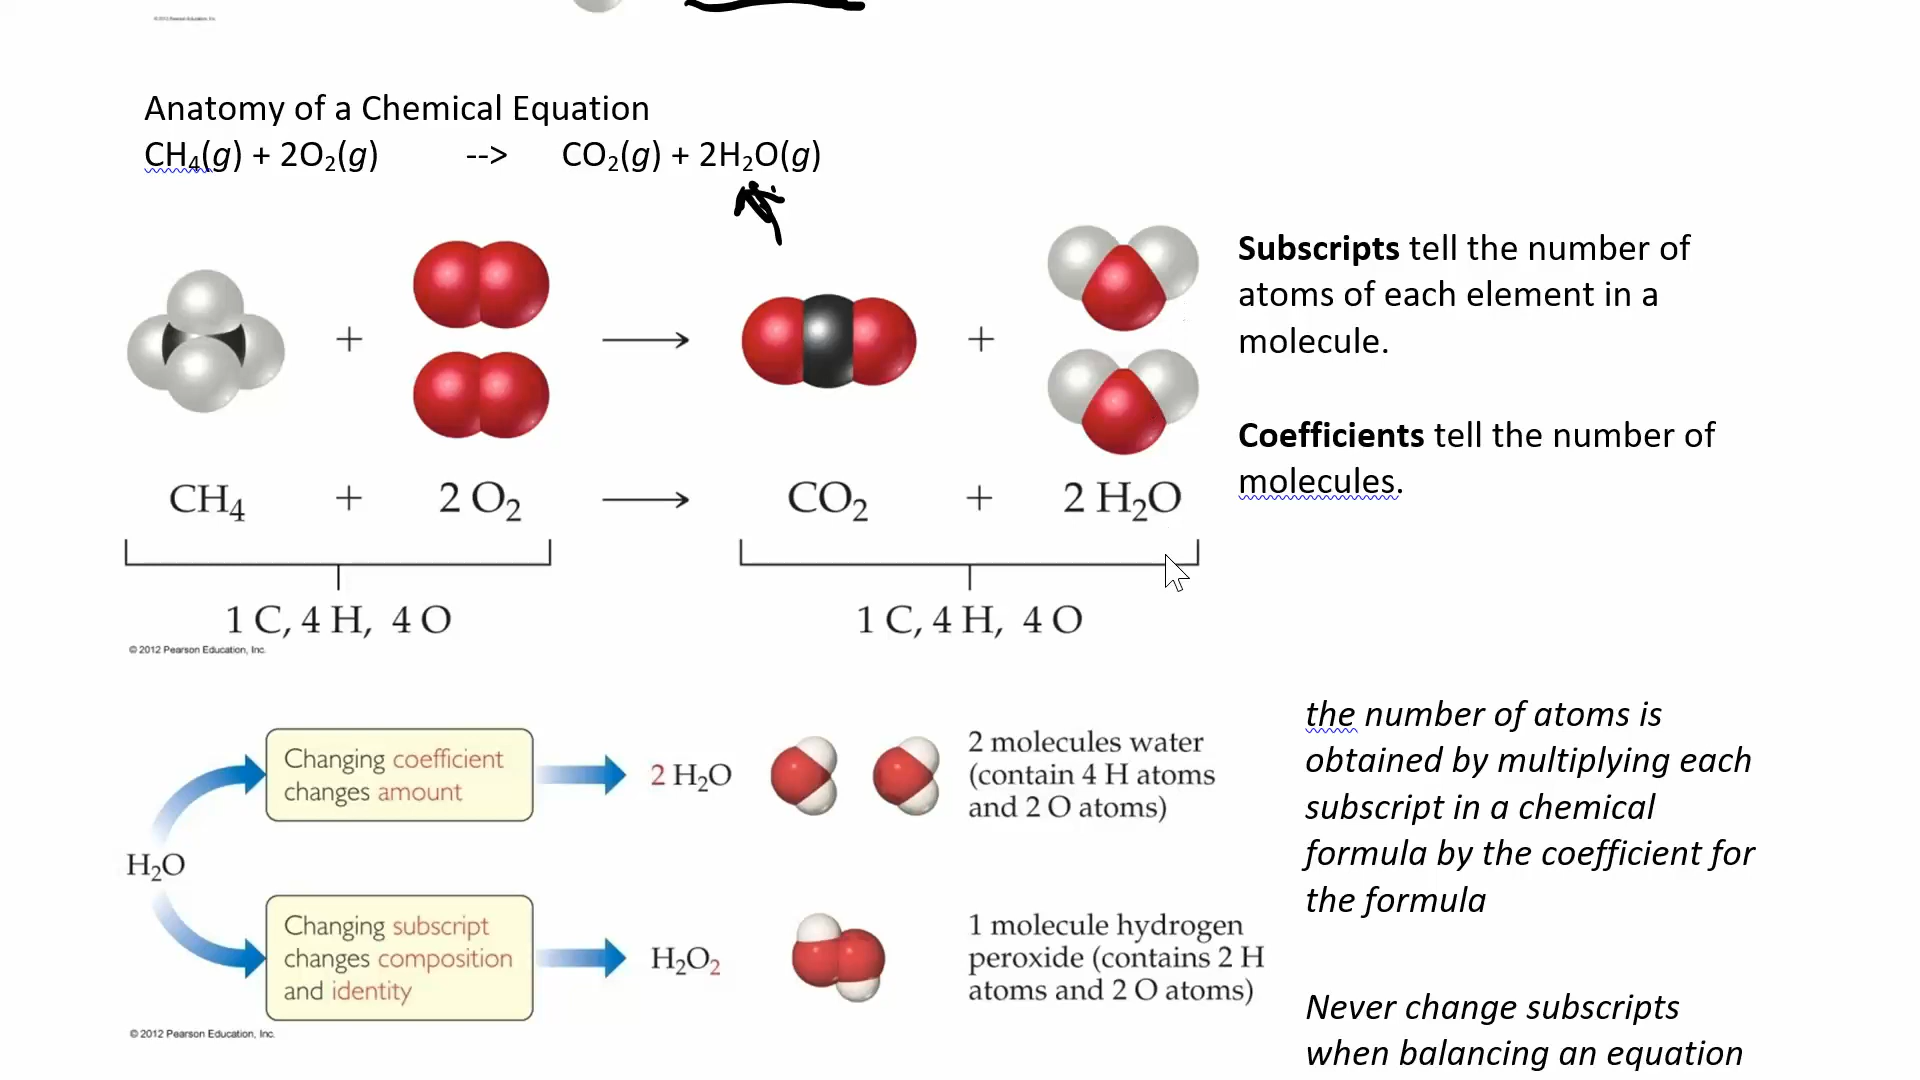 © 2012 Pearson Education, Inc.
Anatomy of a Chemical Equation
CH₄(g) + 2O₂(g) --> CO₂(g) + 2H₂O(g)
Subscripts tell the number of
atoms of each element in a
molecule.
Coefficients tell the number of
molecules.
+ ⟶ +
CH₄ + 2 O₂ ⟶ CO₂ + 2 H₂O
1 C, 4 H, 4 O 1 C, 4 H, 4 O
© 2012 Pearson Education, Inc.
H₂O
Changing coefficient
changes amount
2 H₂O
2 molecules water
(contain 4 H atoms
and 2 O atoms)
Changing subscript
changes composition
and identity
H₂O₂
1 molecule hydrogen
peroxide (contains 2 H
atoms and 2 O atoms)
© 2012 Pearson Education, Inc.
the number of atoms is
obtained by multiplying each
subscript in a chemical
formula by the coefficient for
the formula
Never change subscripts
when balancing an equation